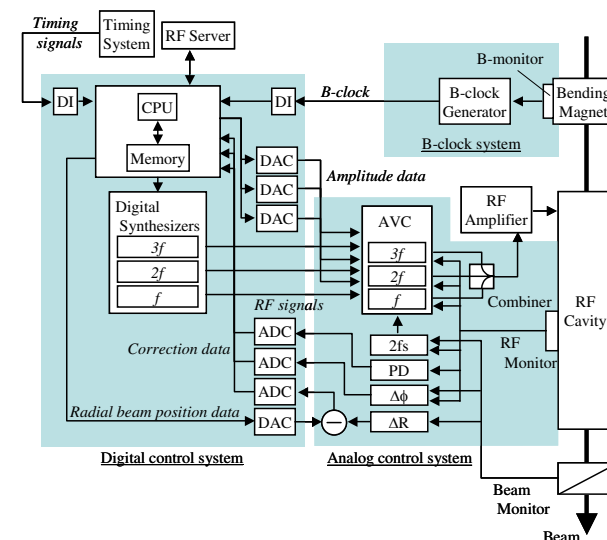 Timing
signals
Timing
System
RF Server
DI
CPU
Memory
DI
B-clock
B-monitor
B-clock
Generator
Bending
Magnet
B-clock system
DAC
DAC
DAC
Amplitude data
Digital
Synthesizers
3f
2f
f
AVC
3f
2f
f
RF
Amplifier
Combiner
RF
Cavity
RF
Monitor
RF signals
ADC
ADC
ADC
DAC
Correction data
Radial beam position data
2fs
PD
Δϕ
ΔR
−
Digital control system
Analog control system
Beam
Monitor
Beam